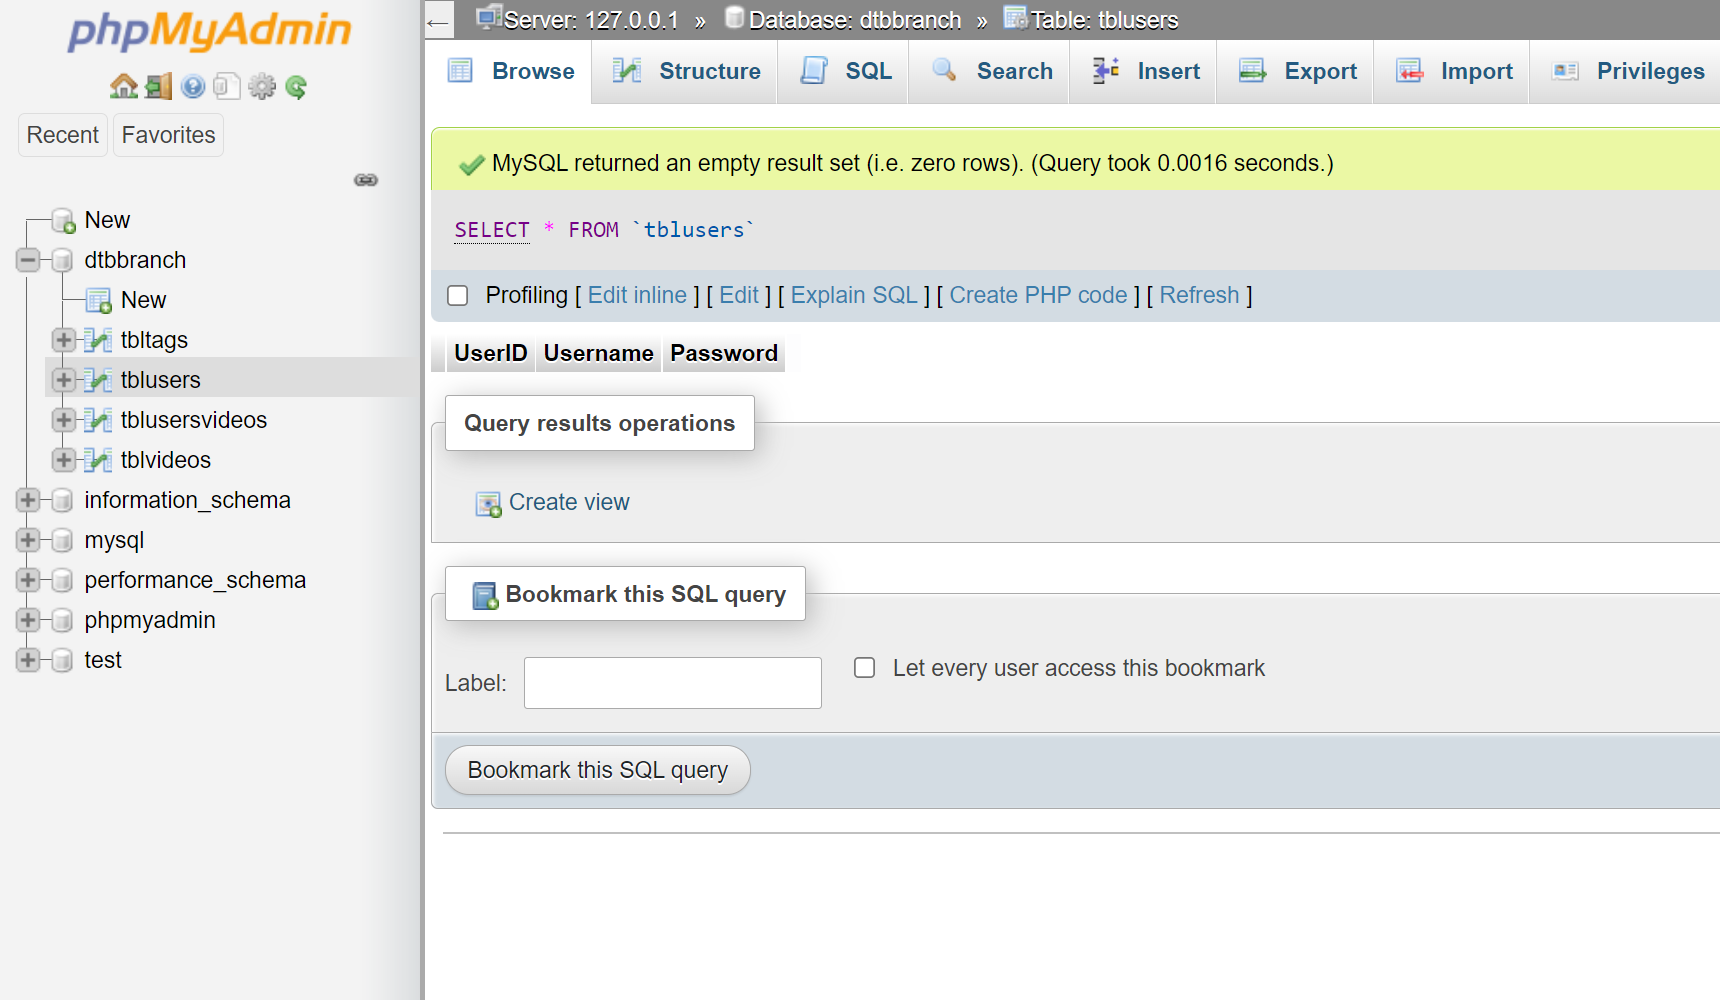 phpMyAdmin
Recent Favorites
New
dtbbranch
New
tbltags
tblusers
tblusersvideos
tblvideos
information_schema
mysql
performance_schema
phpmyadmin
test
← Server: 127.0.0.1 » Database: dtbbranch » Table: tblusers
Browse Structure SQL Search Insert Export Import Privileges
MySQL returned an empty result set (i.e. zero rows). (Query took 0.0016 seconds.)
SELECT * FROM `tblusers`
Profiling [ Edit inline ] [ Edit ] [ Explain SQL ] [ Create PHP code ] [ Refresh ]
UserID Username Password
Query results operations
Create view
Bookmark this SQL query
Label: Let every user access this bookmark
Bookmark this SQL query